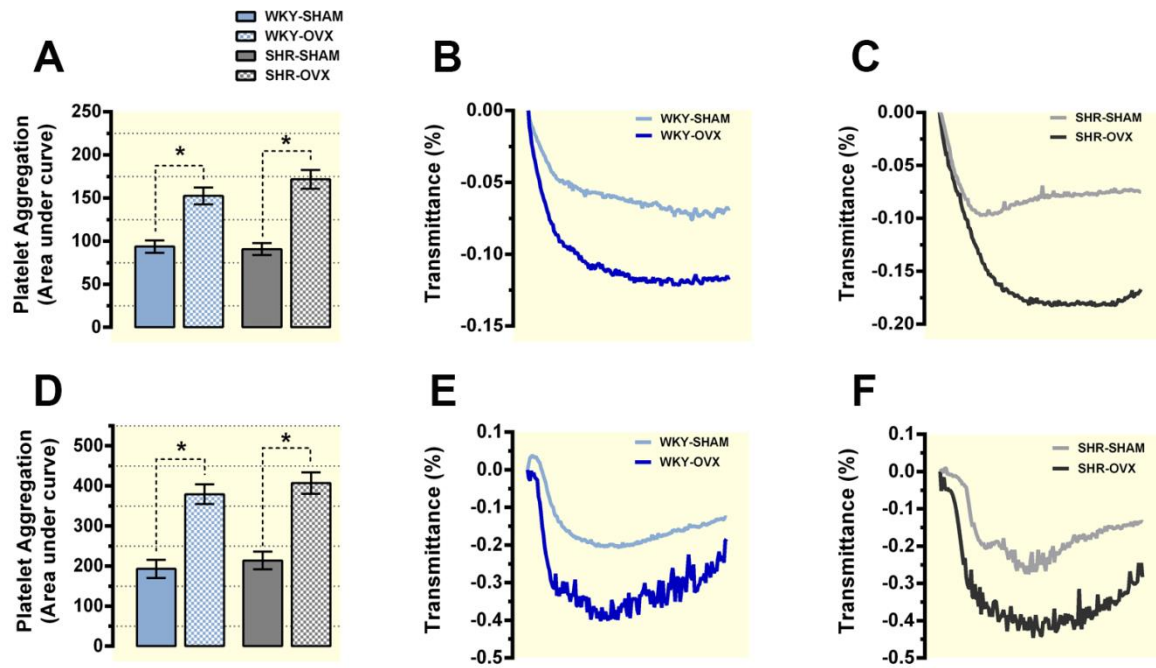 WKY-SHAM
WKY-OVX
SHR-SHAM
SHR-OVX
A
Platelet Aggregation
(Area under curve)
250
200
150
100
50
0
*
*
B
Transmittance (%)
0.00
-0.05
-0.10
-0.15
WKY-SHAM
WKY-OVX
C
Transmittance (%)
0.00
-0.05
-0.10
-0.15
-0.20
SHR-SHAM
SHR-OVX
D
Platelet Aggregation
(Area under curve)
500
400
300
200
100
0
*
*
E
Transmittance (%)
0.1
0.0
-0.1
-0.2
-0.3
-0.4
-0.5
WKY-SHAM
WKY-OVX
F
Transmittance (%)
0.1
0.0
-0.1
-0.2
-0.3
-0.4
-0.5
SHR-SHAM
SHR-OVX